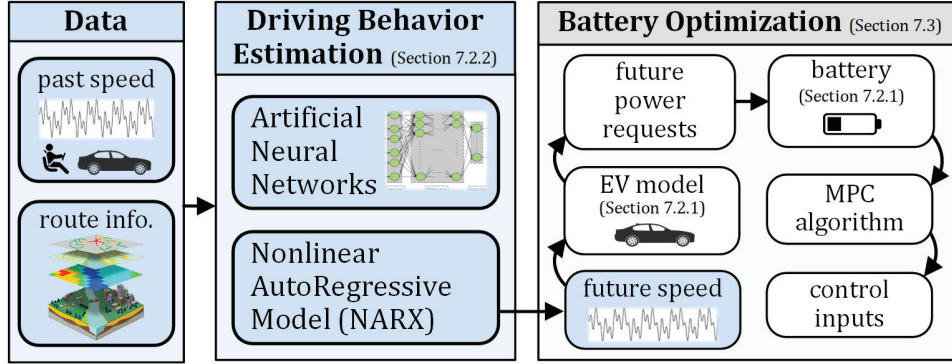 Data
past speed
route info.
Driving Behavior
Estimation (Section 7.2.2)
Artificial
Neural
Networks
Nonlinear
AutoRegressive
Model (NARX)
Battery Optimization (Section 7.3)
future
power
requests
EV model
(Section 7.2.1)
future speed
battery
(Section 7.2.1)
MPC
algorithm
control
inputs